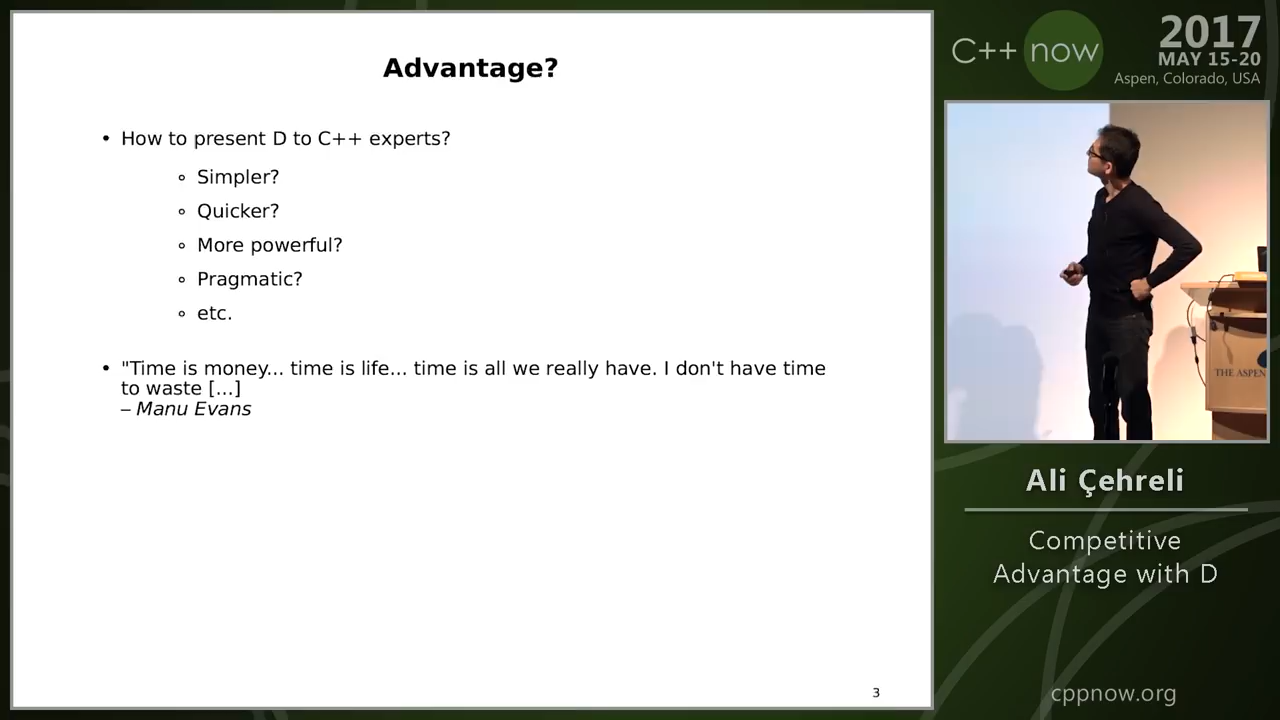 Advantage?
• How to present D to C++ experts?
◦ Simpler?
◦ Quicker?
◦ More powerful?
◦ Pragmatic?
◦ etc.
• "Time is money... time is life... time is all we really have. I don't have time
to waste [...]
– Manu Evans
3
C++ now
2017
MAY 15-20
Aspen, Colorado, USA
THE ASPEN
Ali Çehreli
Competitive
Advantage with D
cppnow.org